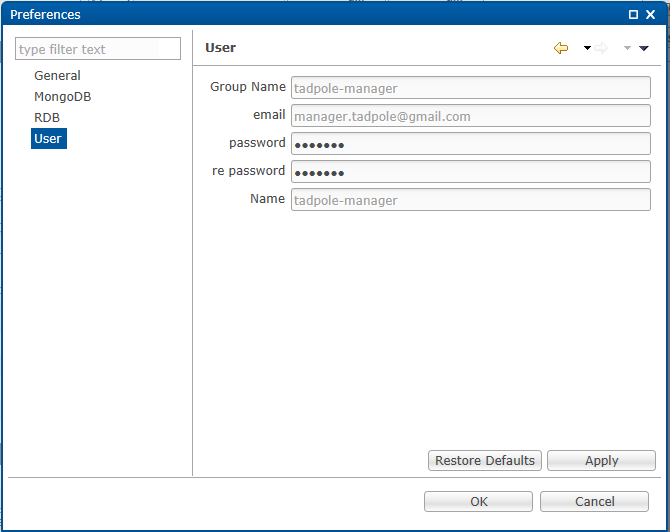 Preferences
type filter text
General
MongoDB
RDB
User
User
Group Name tadpole-manager
email manager.tadpole@gmail.com
password •••••••
re password •••••••
Name tadpole-manager
Restore Defaults Apply
OK Cancel